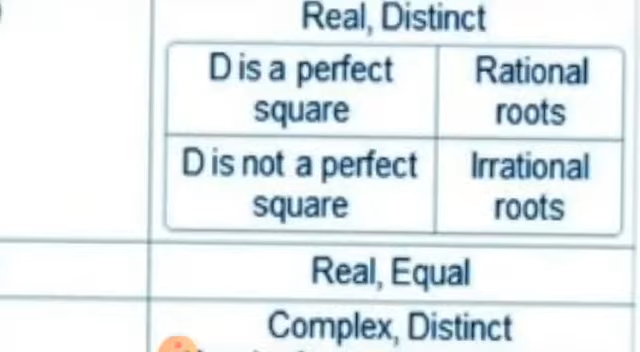 Real, Distinct
D is a perfect
square
Rational
roots
D is not a perfect
square
Irrational
roots
Real, Equal
Complex, Distinct